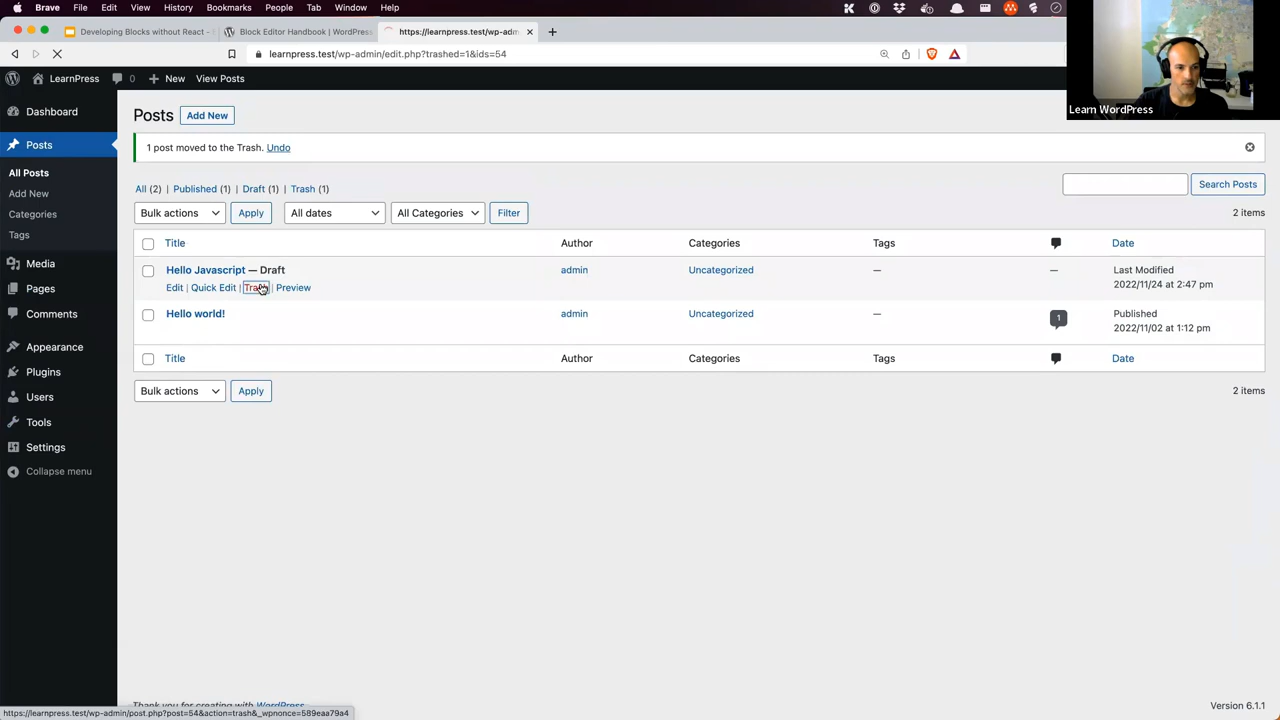 Brave File Edit View History Bookmarks People Tab Window Help
Developing Blocks without React -
Block Editor Handbook | WordPress
https://learnpress.test/wp-adm
learnpress.test/wp-admin/edit.php?trashed=1&ids=54
LearnPress 0 New View Posts
Learn WordPress
Dashboard
Posts
All Posts
Add New
Categories
Tags
Media
Pages
Comments
Appearance
Plugins
Users
Tools
Settings
Collapse menu
Posts Add New
1 post moved to the Trash. Undo
All (2) | Published (1) | Draft (1) | Trash (1)
Search Posts
Bulk actions Apply All dates All Categories Filter
2 items
Title Author Categories Tags Date
Hello Javascript — Draft admin Uncategorized — — Last Modified
2022/11/24 at 2:47 pm
Edit | Quick Edit | Trash | Preview
Hello world! admin Uncategorized — 1 Published
2022/11/02 at 1:12 pm
Title Author Categories Tags Date
Bulk actions Apply
2 items
Thank you for creating with WordPress.
Version 6.1.1
https://learnpress.test/wp-admin/post.php?post=54&action=trash&_wpnonce=589eaa79a4